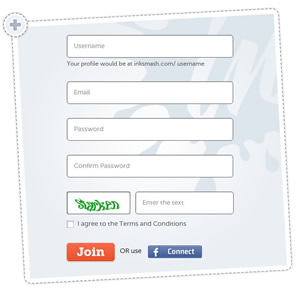 Username
Your profile would be at inksmash.com/ username
Email
Password
Confirm Password
Enter the text
I agree to the Terms and Conditions
Join OR use f Connect